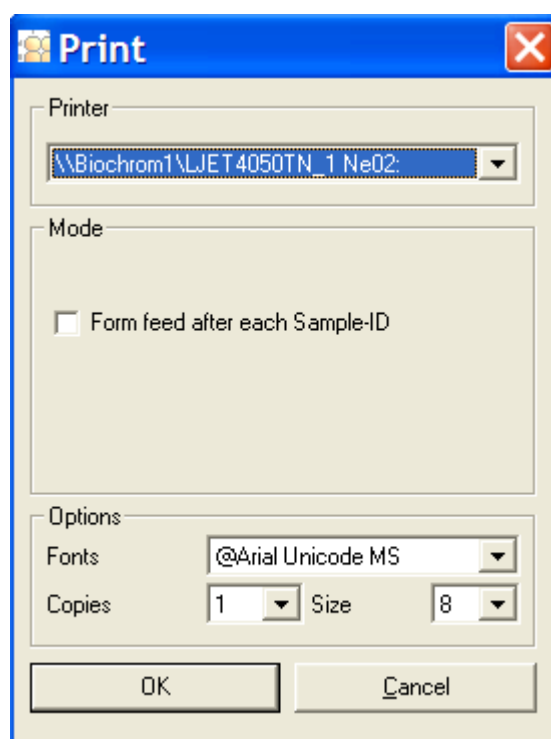 Print
Printer
\\Biochrom1\LJET4050TN_1 Ne02:
Mode
Form feed after each Sample-ID
Options
Fonts @Arial Unicode MS
Copies 1 Size 8
OK Cancel